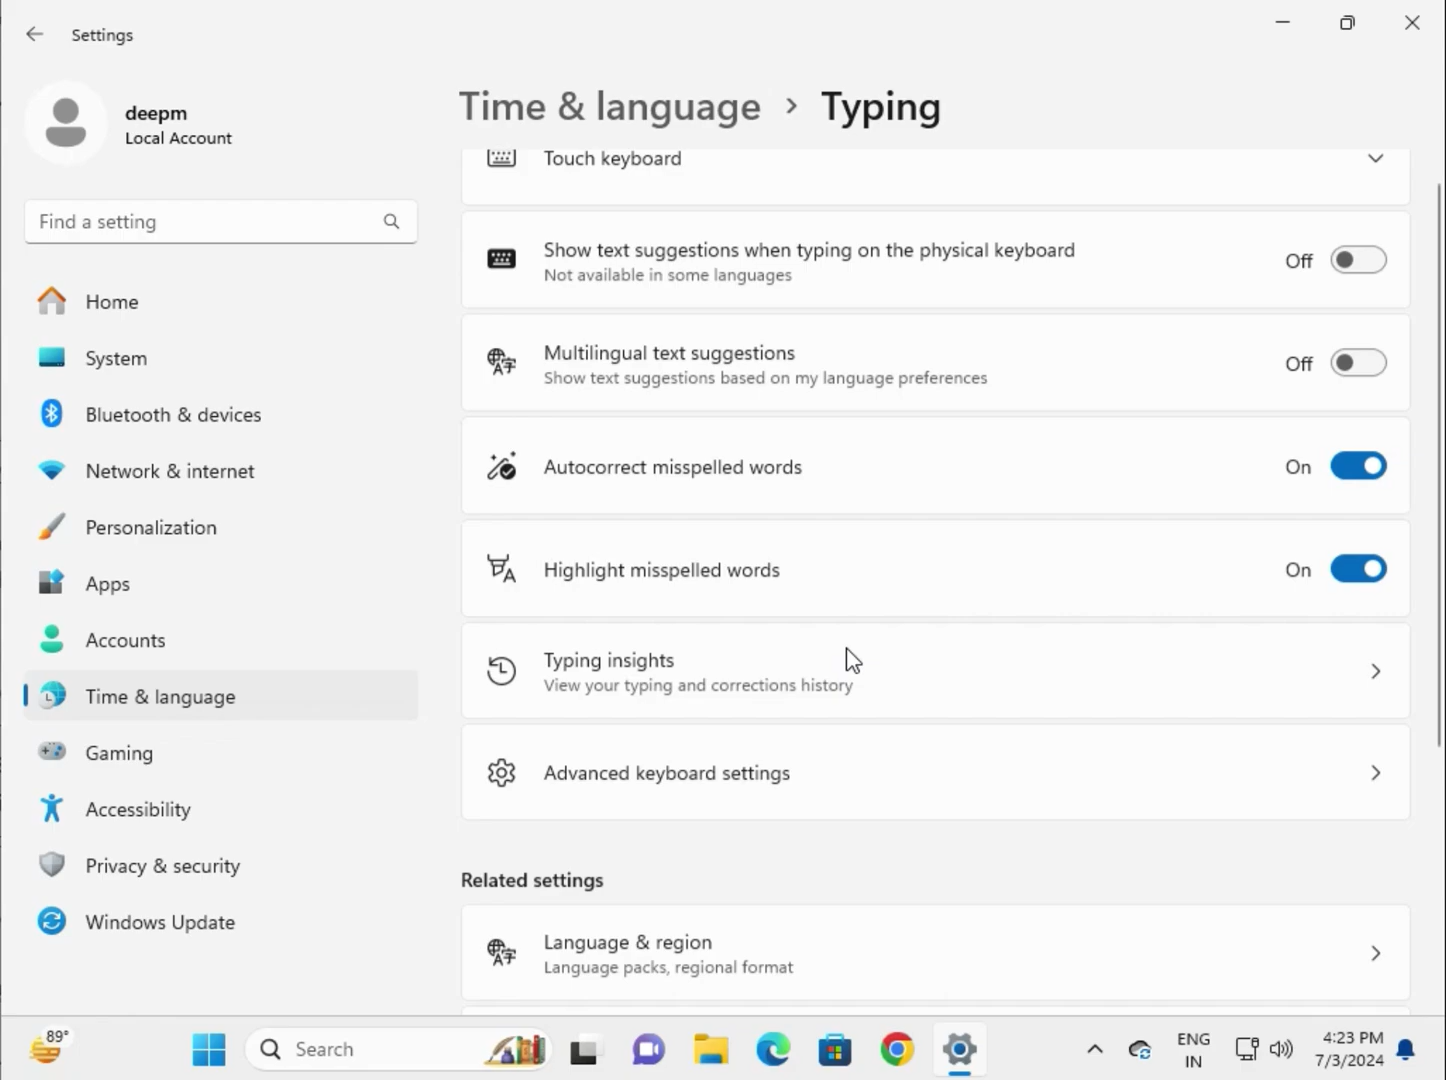 Settings
deepm
Local Account
Find a setting
Home
System
Bluetooth & devices
Network & internet
Personalization
Apps
Accounts
Time & language
Gaming
Accessibility
Privacy & security
Windows Update
Time & language > Typing
Touch keyboard
Show text suggestions when typing on the physical keyboard
Not available in some languages
Off
Multilingual text suggestions
Show text suggestions based on my language preferences
Off
Autocorrect misspelled words
On
Highlight misspelled words
On
Typing insights
View your typing and corrections history
Advanced keyboard settings
Related settings
Language & region
Language packs, regional format
89°
Search
ENG
IN
4:23 PM
7/3/2024